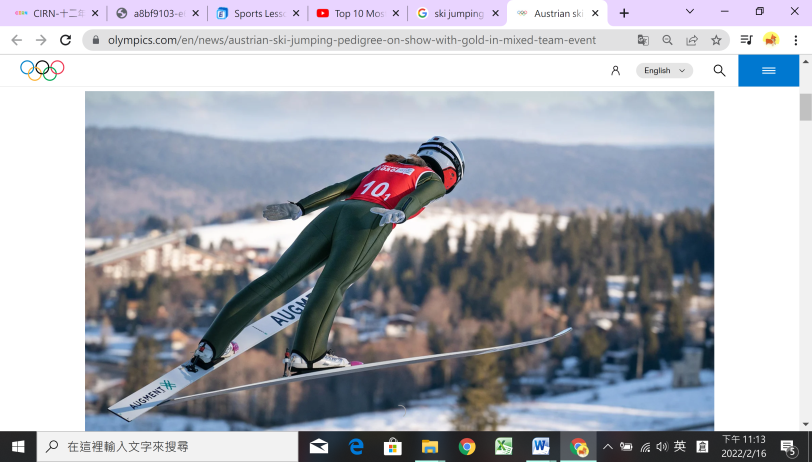 CIRN-十二年
a8bf9103-e
Sports Less
Top 10 Mos
ski jumping
Austrian ski
olympics.com/en/news/austrian-ski-jumping-pedigree-on-show-with-gold-in-mixed-team-event
English
10 1
AUGM
AUGMENT
在這裡輸入文字來搜尋
英
下午 11:13
2022/2/16
5